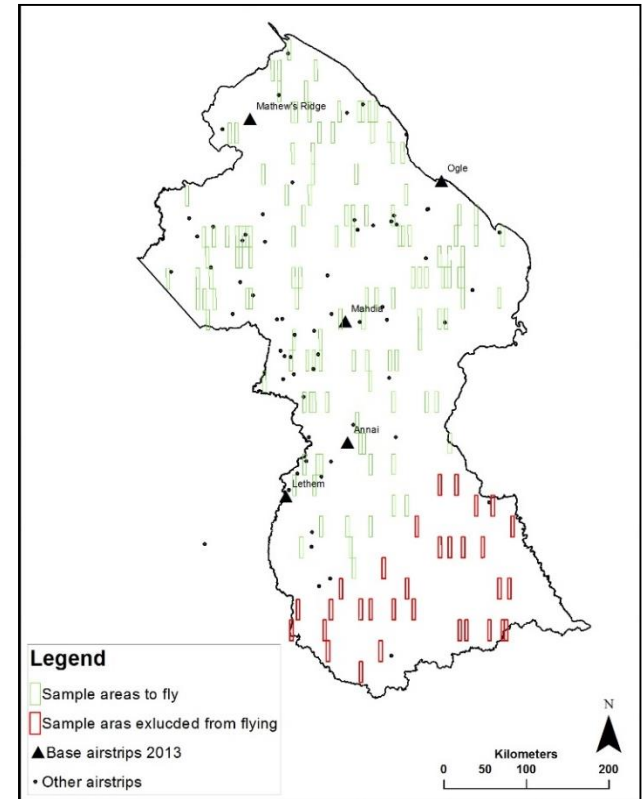 Mathew's Ridge
Ogle
Mahdia
Annai
Lethem
Legend
Sample areas to fly
Sample aras exlucded from flying
Base airstrips 2013
Other airstrips
N
Kilometers
0 50 100 200